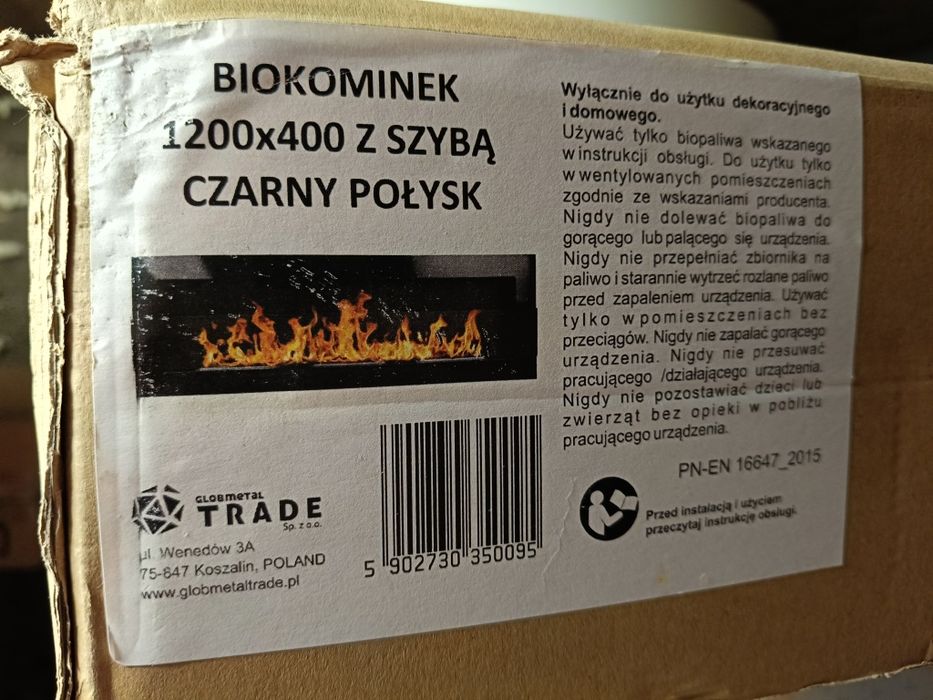 BIOKOMINEK
1200x400 Z SZYBĄ
CZARNY POŁYSK
Wyłącznie do użytku dekoracyjnego
i domowego.
Używać tylko biopaliwa wskazanego
w instrukcji obsługi. Do użytku tylko
w wentylowanych pomieszczeniach
zgodnie ze wskazaniami producenta.
Nigdy nie dolewać biopaliwa do
gorącego lub palącego się urządzenia.
Nigdy nie przepełniać zbiornika na
paliwo i starannie wytrzeć rozlane paliwo
przed zapaleniem urządzenia. Używać
tylko w pomieszczeniach bez
przeciągów. Nigdy nie zapalać gorącego
urządzenia. Nigdy nie przesuwać
pracującego /działającego urządzenia.
Nigdy nie pozostawiać dzieci lub
zwierząt bez opieki w pobliżu
pracującego urządzenia.
PN-EN 16647_2015
Przed instalacją i użyciem
przeczytaj instrukcję obsługi.
GLOBMETAL
TRADE
Sp. z o.o.
ul. Wenedów 3A
75-847 Koszalin, POLAND
www.globmetaltrade.pl
5 902730 350095